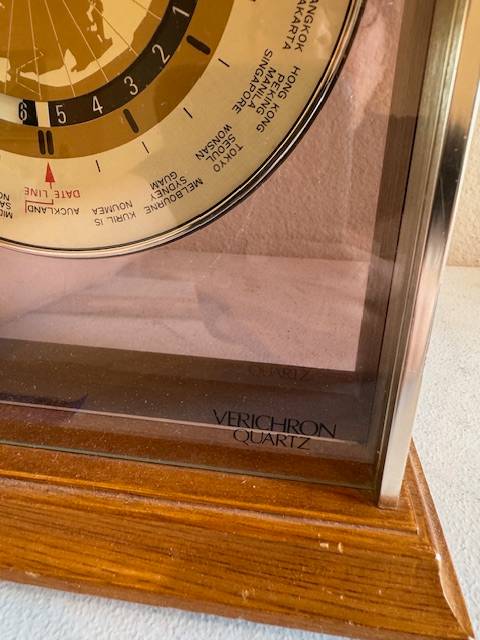 1
2
3
4
5
6
JAKARTA
HONG KONG
PEKING
MANILA
SINGAPORE
TOKYO
SEOUL
WONSAN
MELBOURNE
SYDNEY
GUAM
KURIL IS
NOUMEA
AUCKLAND
DATE LINE
QUARTZ
VERICHRON
QUARTZ